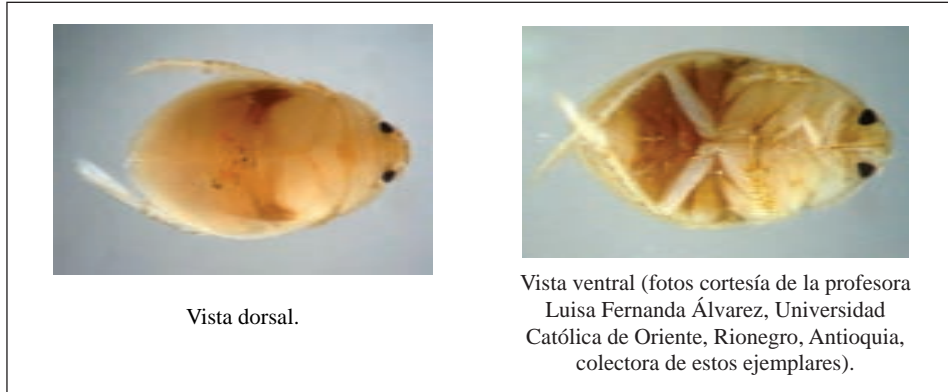 Vista dorsal.
Vista ventral (fotos cortesía de la profesora
Luisa Fernanda Álvarez, Universidad
Católica de Oriente, Rionegro, Antioquia,
colectora de estos ejemplares).